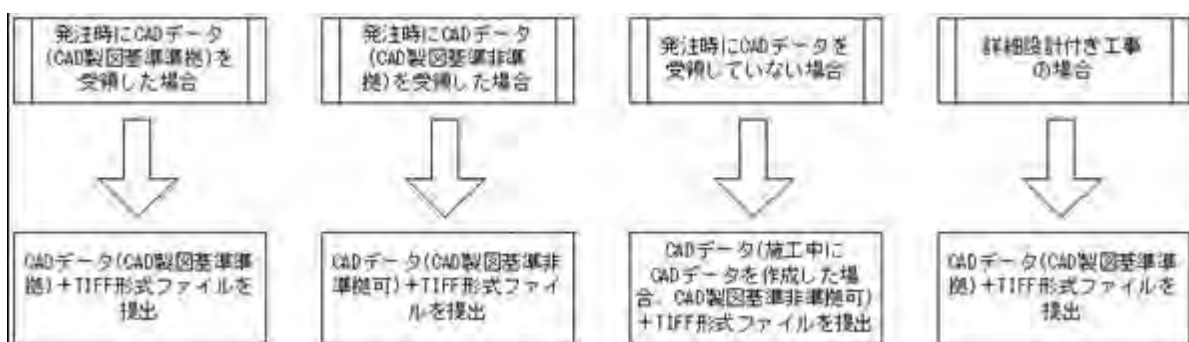 発注時にCADデータ
(CAD製図基準準拠)を
受領した場合
発注時にCADデータ
(CAD製図基準非準
拠)を受領した場合
発注時にCADデータを
受領していない場合
詳細設計付き工事
の場合
CADデータ(CAD製図基準準
拠)+TIFF形式ファイルを
提出
CADデータ(CAD製図基準非
準拠可)+TIFF形式ファイ
ルを提出
CADデータ(施工中に
CADデータを作成した場
合、CAD製図基準非準拠可)
+TIFF形式ファイルを提出
CADデータ(CAD製図基準準
拠)+TIFF形式ファイルを
提出